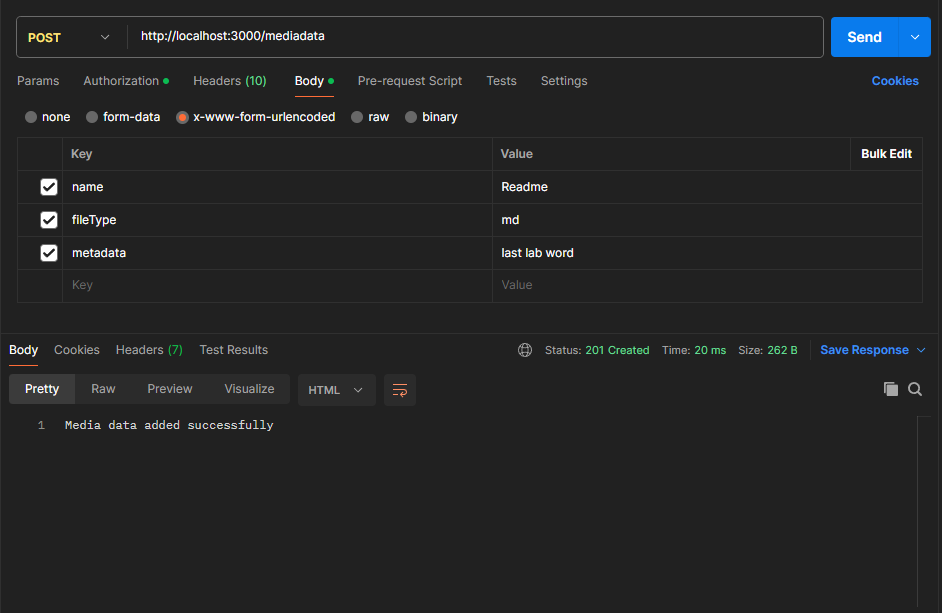 POST http://localhost:3000/mediadata Send
Params Authorization Headers (10) Body Pre-request Script Tests Settings Cookies
none form-data x-www-form-urlencoded raw binary
Key Value Bulk Edit
name Readme
fileType md
metadata last lab word
Key Value
Body Cookies Headers (7) Test Results Status: 201 Created Time: 20 ms Size: 262 B Save Response
Pretty Raw Preview Visualize HTML
1 Media data added successfully